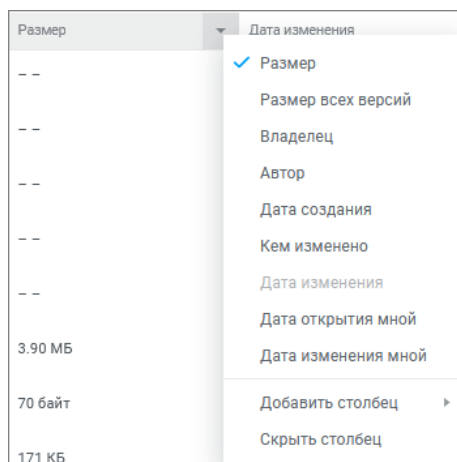 Размер
Дата изменения
– –
– –
– –
– –
– –
3.90 МБ
70 байт
171 КБ
Размер
Размер всех версий
Владелец
Автор
Дата создания
Кем изменено
Дата изменения
Дата открытия мной
Дата изменения мной
Добавить столбец
Скрыть столбец